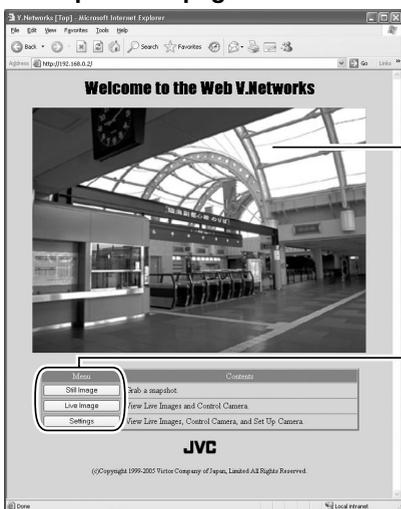 V.Networks [Top] - Microsoft Internet Explorer
File Edit View Favorites Tools Help
Back Search Favorites
Address http://192.168.0.2/ Go Links »
Welcome to the Web V.Networks
Menu Contents
Still Image Grab a snapshot.
Live Image View Live Images and Control Camera.
Settings View Live Images, Control Camera, and Set Up Camera.
JVC
(c)Copyright 1999-2005 Victor Company of Japan, Limited All Rights Reserved.
Done Local intranet